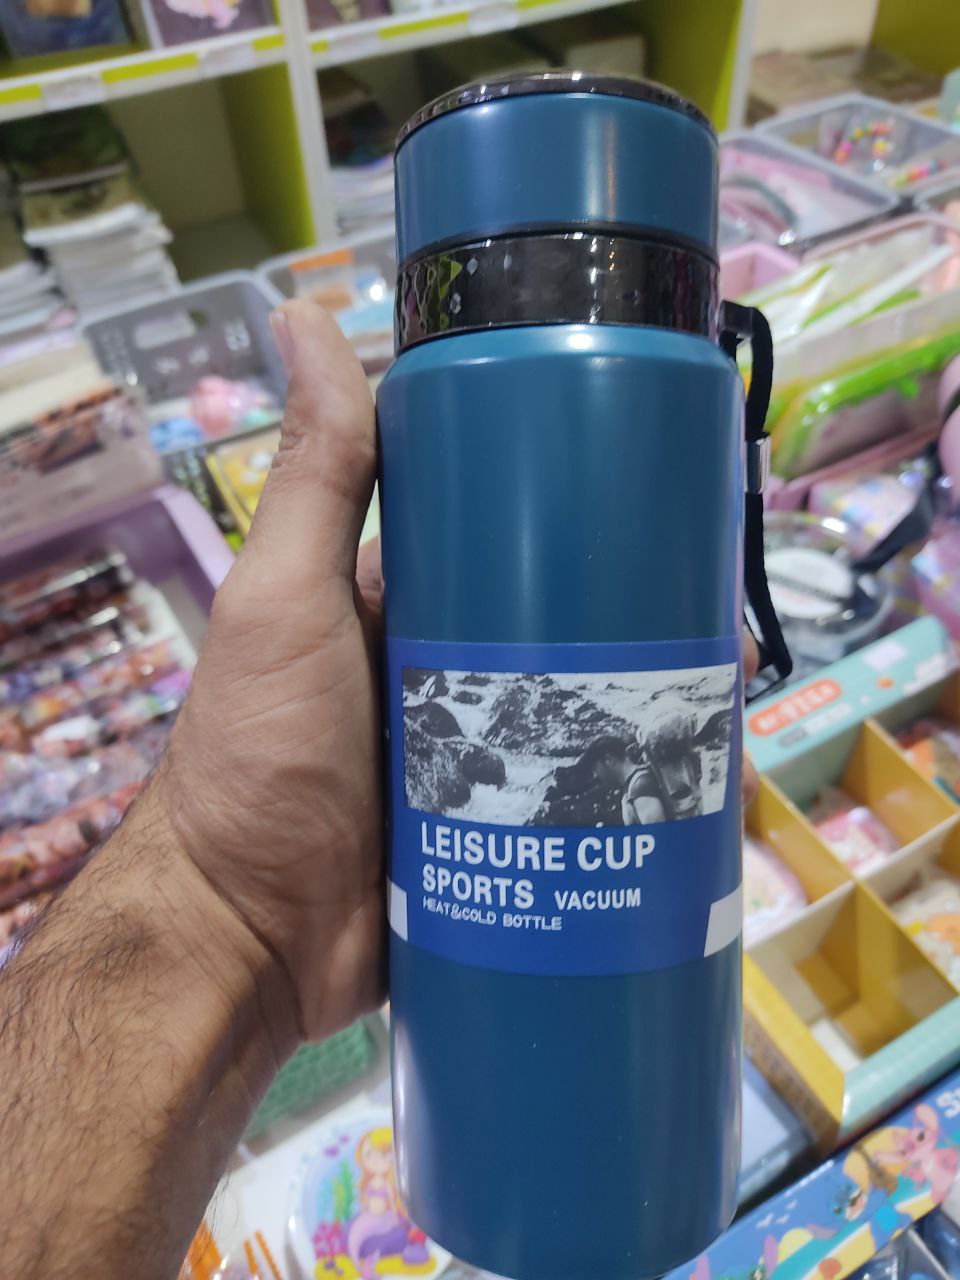 LEISURE CUP
SPORTS VACUUM
HEAT&COLD BOTTLE